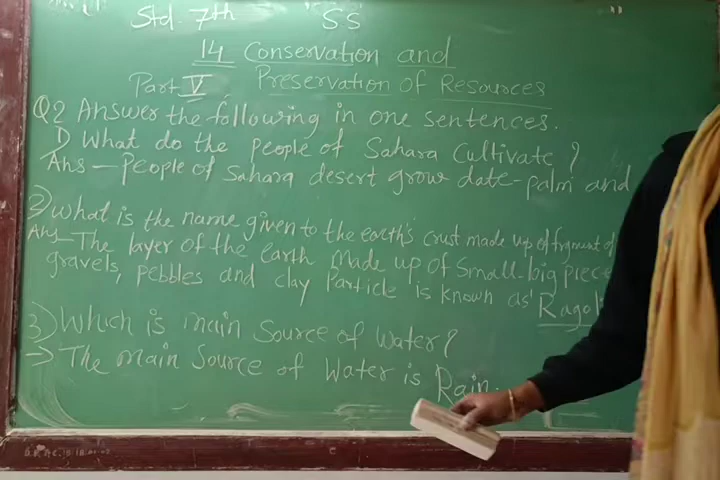 Std. 7th "SS"
14 Conservation and
Part V Preservation of Resources
Q2 Answer the following in one sentences.
1) What do the people of Sahara Cultivate?
Ans - People of Sahara desert grow date-palm and
2) What is the name given to the earth's crust made up of frgment of
Ans - The layer of the earth made up of small-big piece
gravels, pebbles and clay Particle is known as 'Ragol
3) Which is main source of water?
→ The main source of Water is Rain.